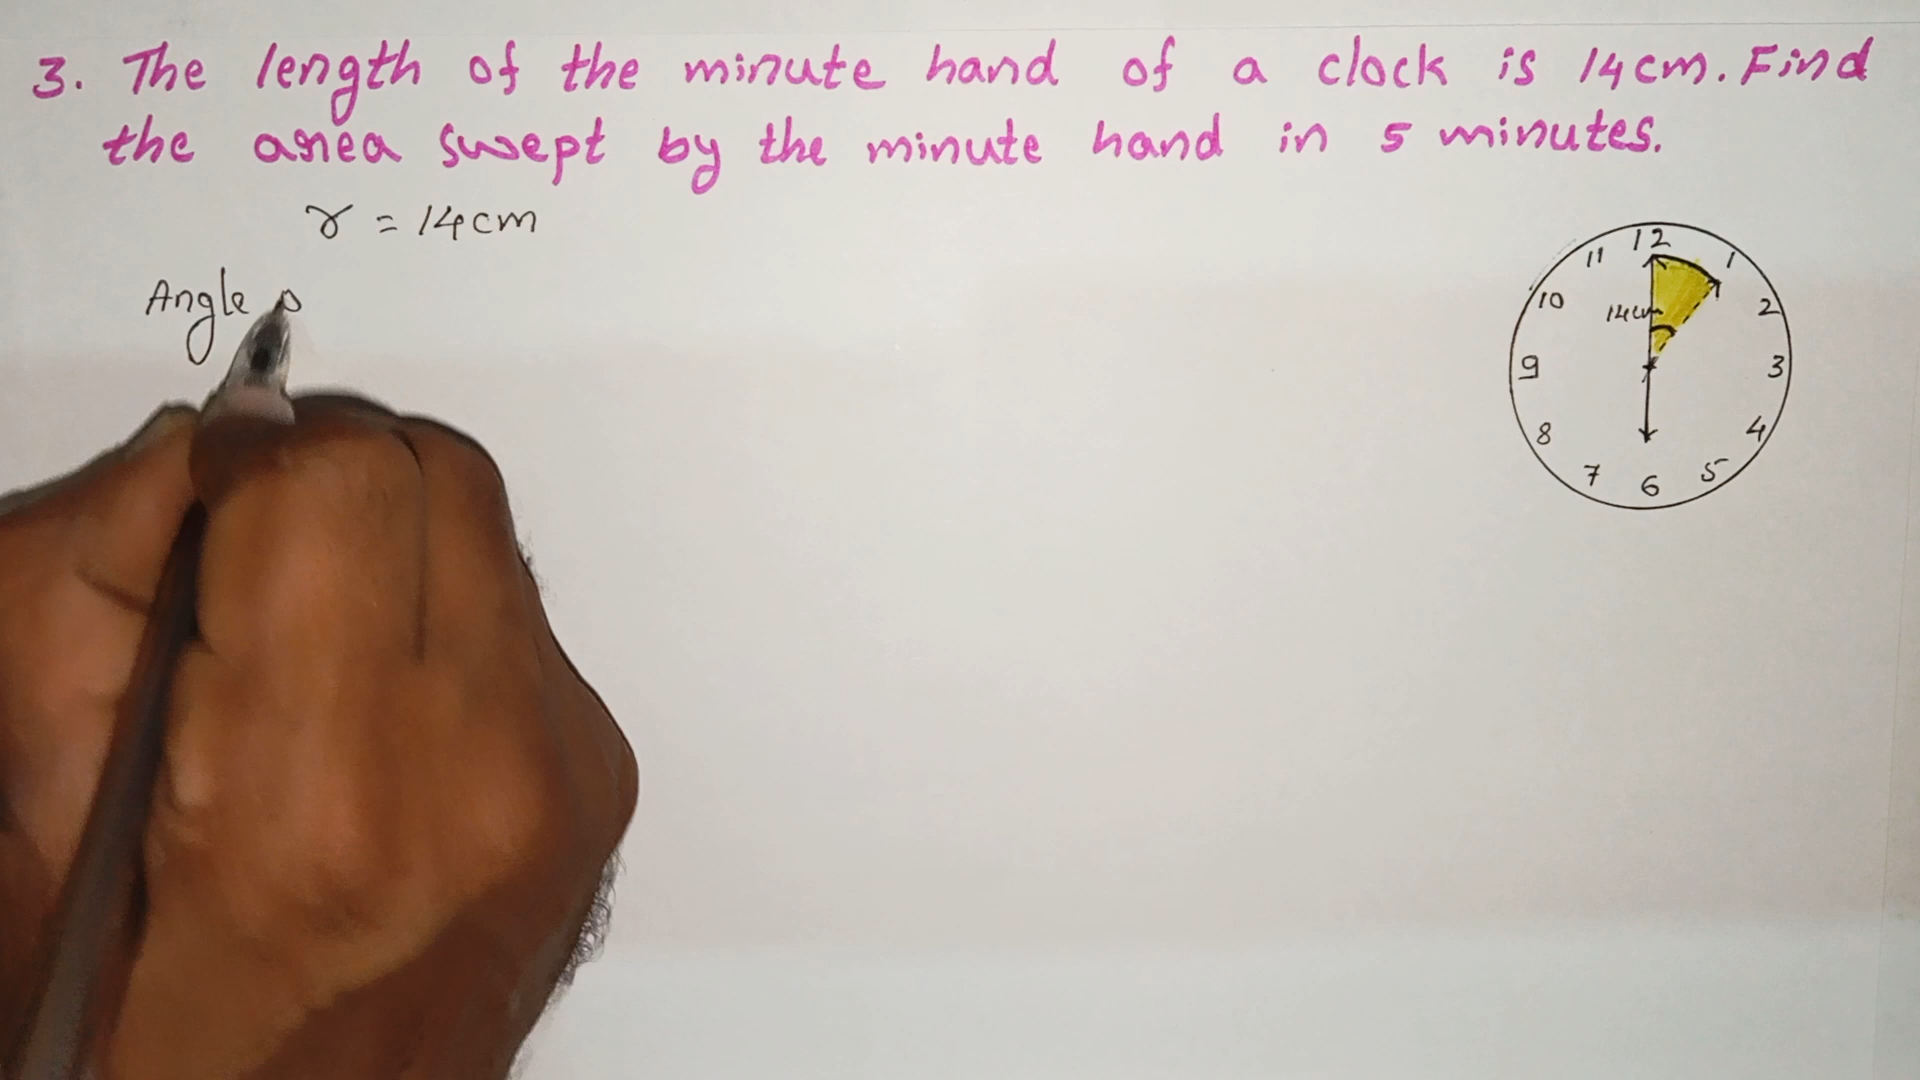 3. The length of the minute hand of a clock is 14cm. Find
the area swept by the minute hand in 5 minutes.
r = 14cm
Angle
12
11
1
10
14cm
2
9
3
8
4
7
5
6